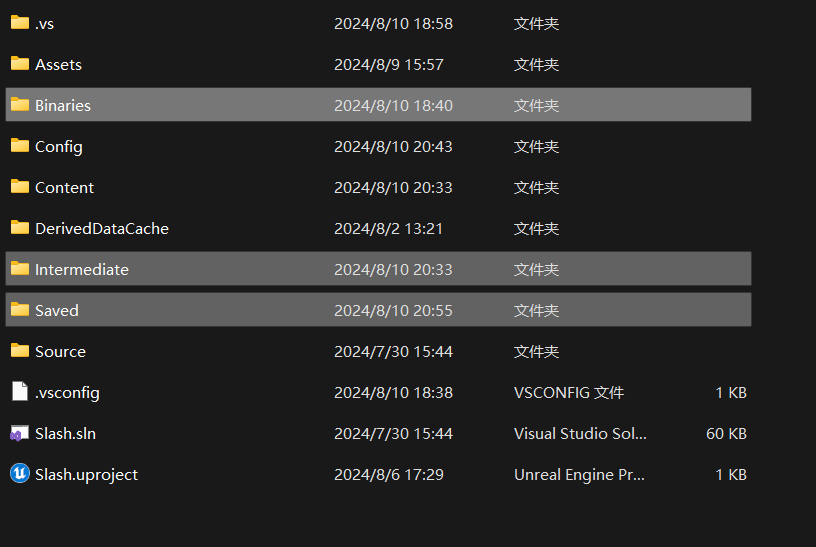 .vs 2024/8/10 18:58 文件夹
Assets 2024/8/9 15:57 文件夹
Binaries 2024/8/10 18:40 文件夹
Config 2024/8/10 20:43 文件夹
Content 2024/8/10 20:33 文件夹
DerivedDataCache 2024/8/2 13:21 文件夹
Intermediate 2024/8/10 20:33 文件夹
Saved 2024/8/10 20:55 文件夹
Source 2024/7/30 15:44 文件夹
.vsconfig 2024/8/10 18:38 VSCONFIG 文件 1 KB
Slash.sln 2024/7/30 15:44 Visual Studio Sol... 60 KB
Slash.uproject 2024/8/6 17:29 Unreal Engine Pr... 1 KB